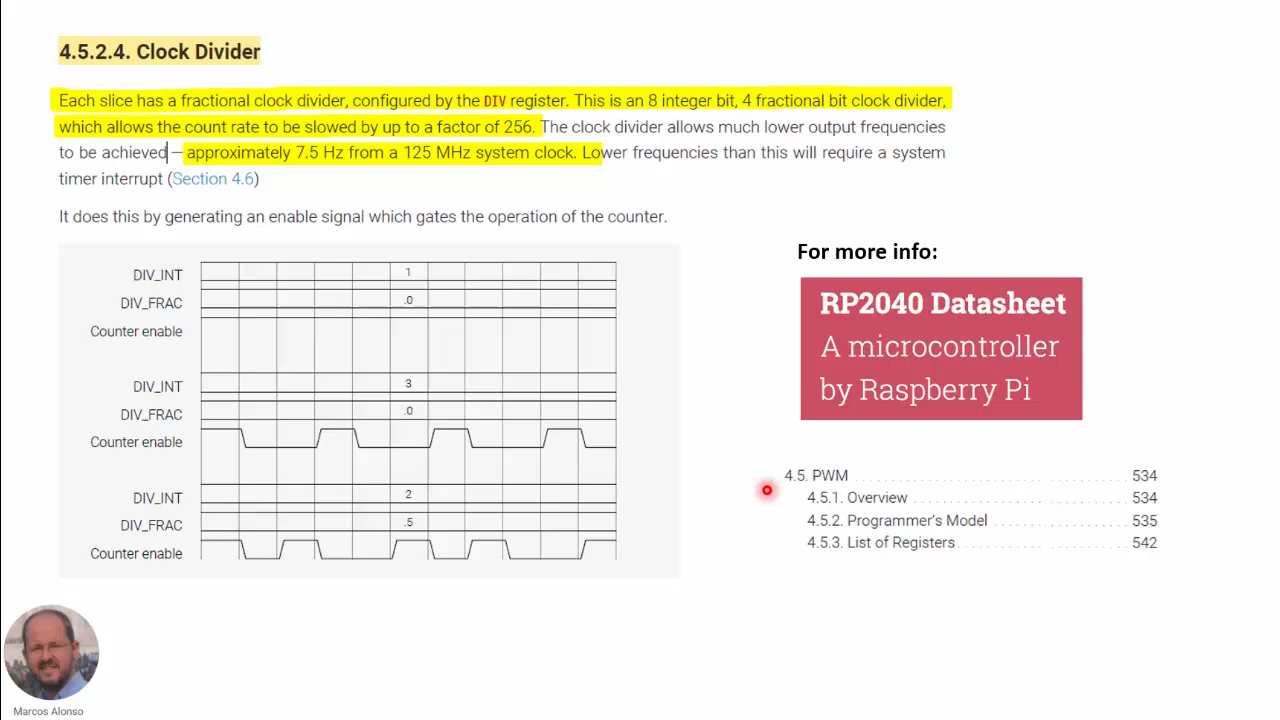 4.5.2.4. Clock Divider
Each slice has a fractional clock divider, configured by the DIV register. This is an 8 integer bit, 4 fractional bit clock divider,
which allows the count rate to be slowed by up to a factor of 256. The clock divider allows much lower output frequencies
to be achieved — approximately 7.5 Hz from a 125 MHz system clock. Lower frequencies than this will require a system
timer interrupt (Section 4.6)
It does this by generating an enable signal which gates the operation of the counter.
DIV_INT 1
DIV_FRAC .0
Counter enable
DIV_INT 3
DIV_FRAC .0
Counter enable
DIV_INT 2
DIV_FRAC .5
Counter enable
For more info:
RP2040 Datasheet
A microcontroller
by Raspberry Pi
4.5. PWM 534
4.5.1. Overview 534
4.5.2. Programmer's Model 535
4.5.3. List of Registers 542
Marcos Alonso